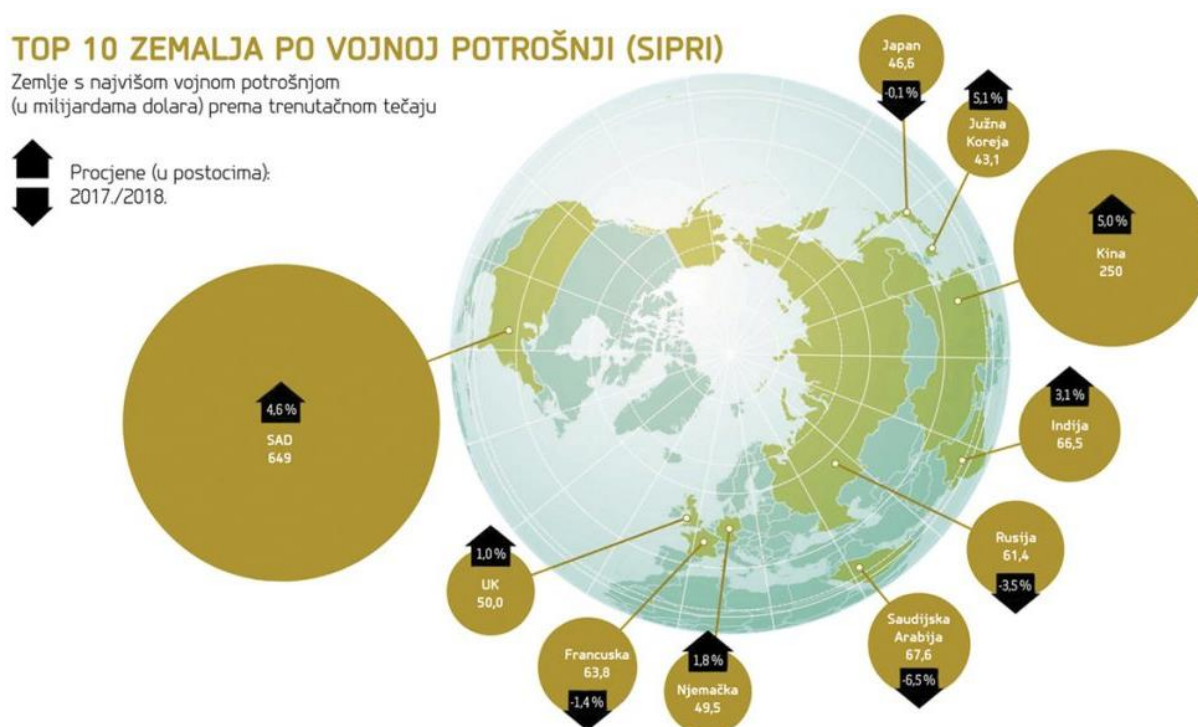 TOP 10 ZEMALJA PO VOJNOJ POTROŠNJI (SIPRI)
Zemlje s najvišom vojnom potrošnjom
(u milijardama dolara) prema trenutačnom tečaju
Procjene (u postocima):
2017./2018.
Japan
46,6
-0,1 %
5,1 %
Južna
Koreja
43,1
5,0 %
Kina
250
4,6 %
SAD
649
3,1 %
Indija
66,5
Rusija
61,4
-3,5 %
1,0 %
UK
50,0
Francuska
63,8
-1,4 %
1,8 %
Njemačka
49,5
Saudijska
Arabija
67,6
-6,5 %